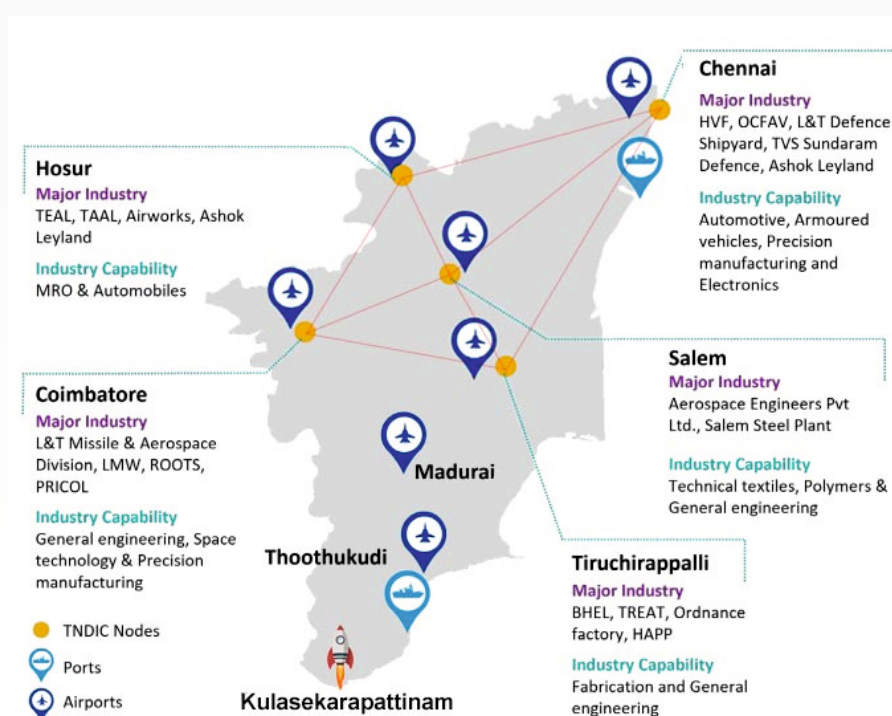 Chennai
Major Industry
HVF, OCFAV, L&T Defence
Shipyard, TVS Sundaram
Defence, Ashok Leyland
Industry Capability
Automotive, Armoured
vehicles, Precision
manufacturing and
Electronics
Hosur
Major Industry
TEAL, TAAL, Airworks, Ashok
Leyland
Industry Capability
MRO & Automobiles
Coimbatore
Major Industry
L&T Missile & Aerospace
Division, LMW, ROOTS,
PRICOL
Industry Capability
General engineering, Space
technology & Precision
manufacturing
Salem
Major Industry
Aerospace Engineers Pvt
Ltd., Salem Steel Plant
Industry Capability
Technical textiles, Polymers &
General engineering
Madurai
Thoothukudi
Tiruchirappalli
Major Industry
BHEL, TREAT, Ordnance
factory, HAPP
Industry Capability
Fabrication and General
engineering
Kulasekarapattinam
TNDIC Nodes
Ports
Airports